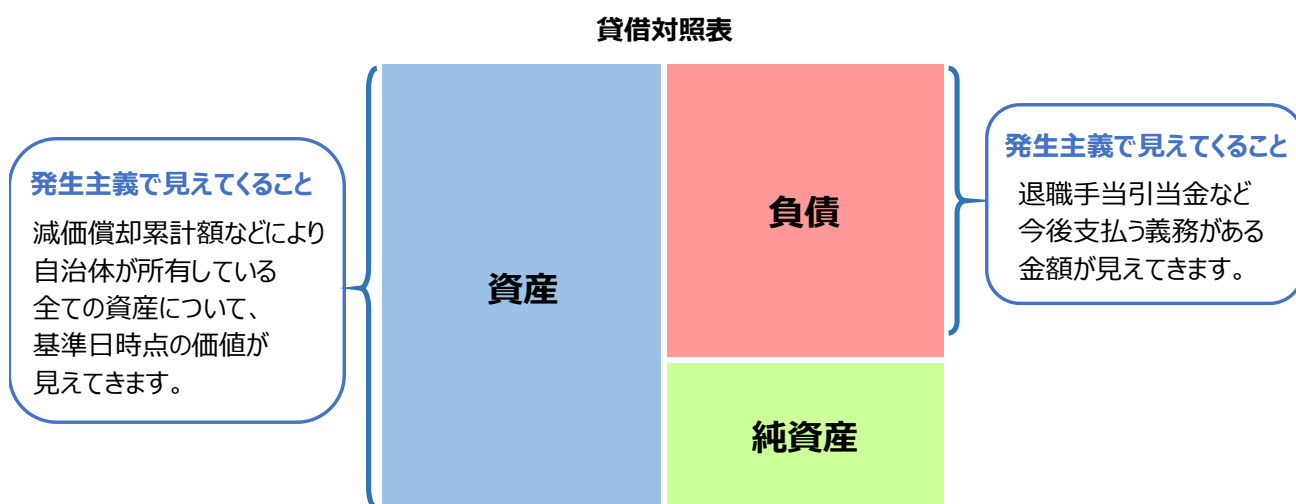 貸借対照表
発生主義で見えてくること
減価償却累計額などにより
自治体が所有している
全ての資産について、
基準日時点の価値が
見えてきます。
資産
負債
純資産
発生主義で見えてくること
退職手当引当金など
今後支払う義務がある
金額が見えてきます。